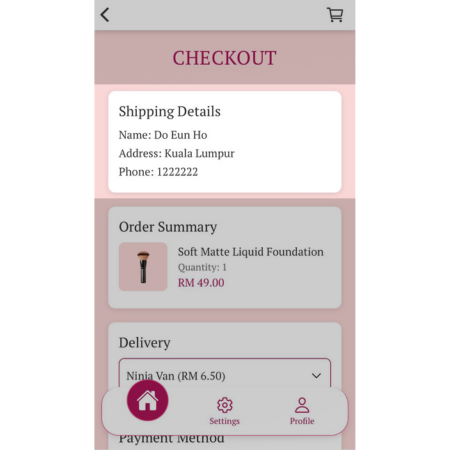 CHECKOUT
Shipping Details
Name: Do Eun Ho
Address: Kuala Lumpur
Phone: 1222222
Order Summary
Soft Matte Liquid Foundation
Quantity: 1
RM 49.00
Delivery
Ninja Van (RM 6.50)
Settings
Profile
Payment Method